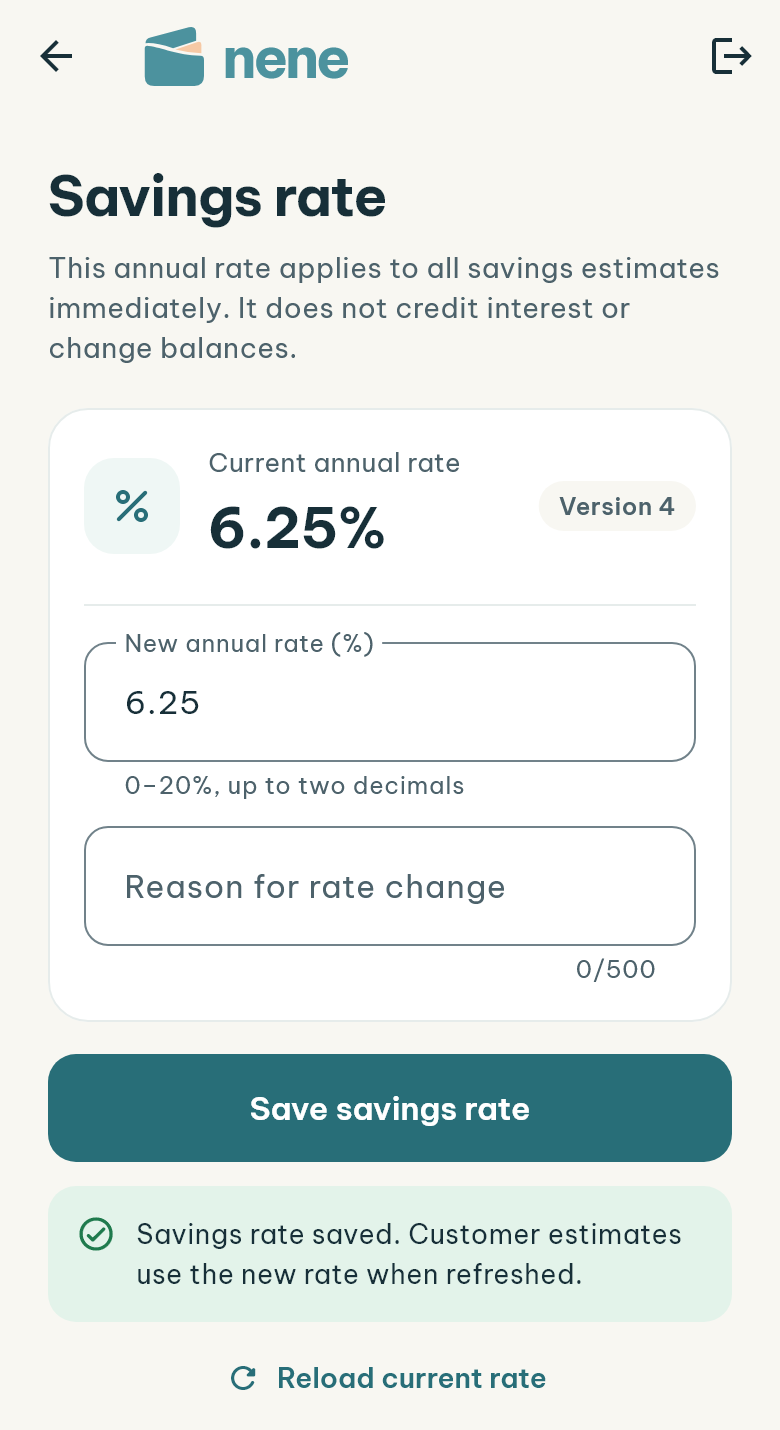 nene
Savings rate
This annual rate applies to all savings estimates
immediately. It does not credit interest or
change balances.
Current annual rate
6.25%
Version 4
New annual rate (%)
6.25
0–20%, up to two decimals
Reason for rate change
0/500
Save savings rate
Savings rate saved. Customer estimates
use the new rate when refreshed.
Reload current rate